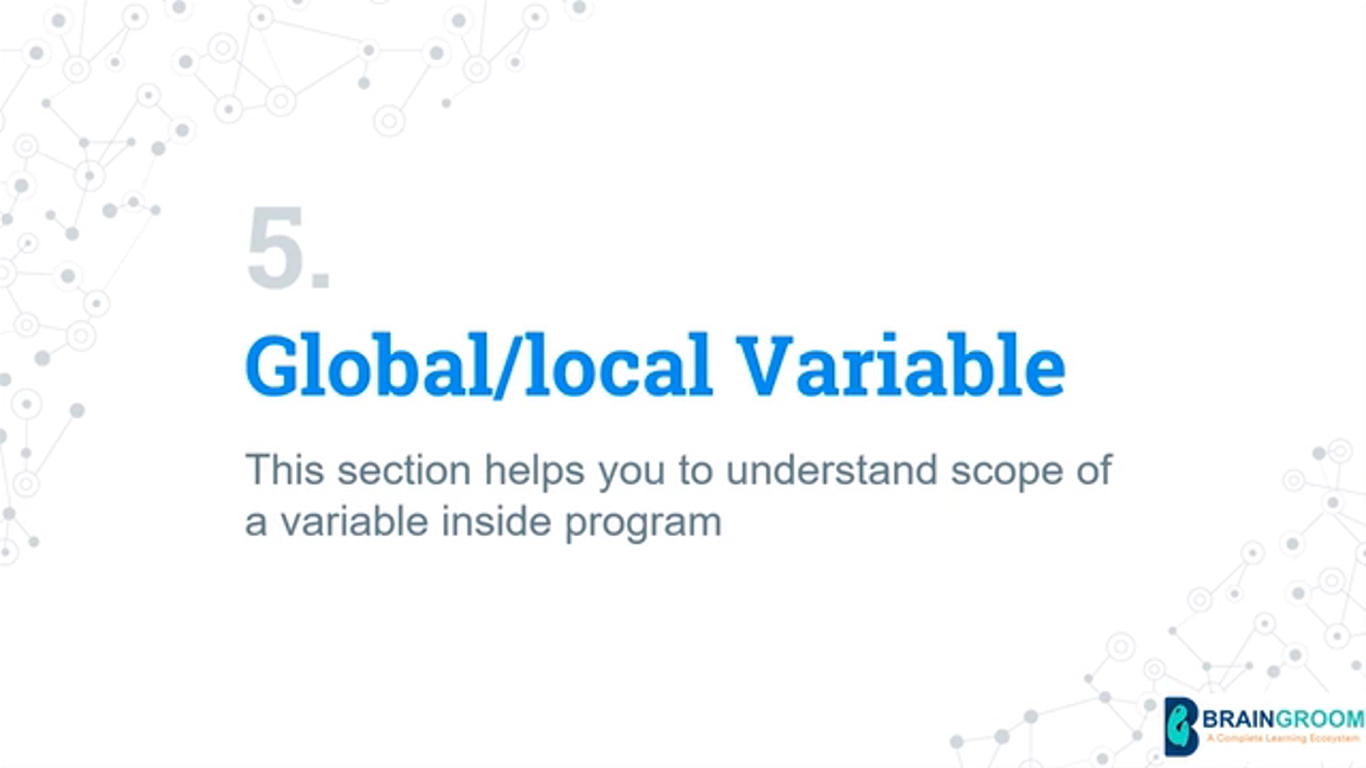 5.
Global/local Variable
This section helps you to understand scope of
a variable inside program
BRAINGROOM
A Complete Learning Ecosystem